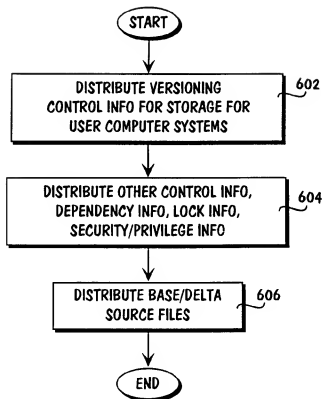 START
DISTRIBUTE VERSIONING
CONTROL INFO FOR STORAGE FOR
USER COMPUTER SYSTEMS
602
DISTRIBUTE OTHER CONTROL INFO,
DEPENDENCY INFO, LOCK INFO,
SECURITY/PRIVILEGE INFO
604
DISTRIBUTE BASE/DELTA
SOURCE FILES
606
END